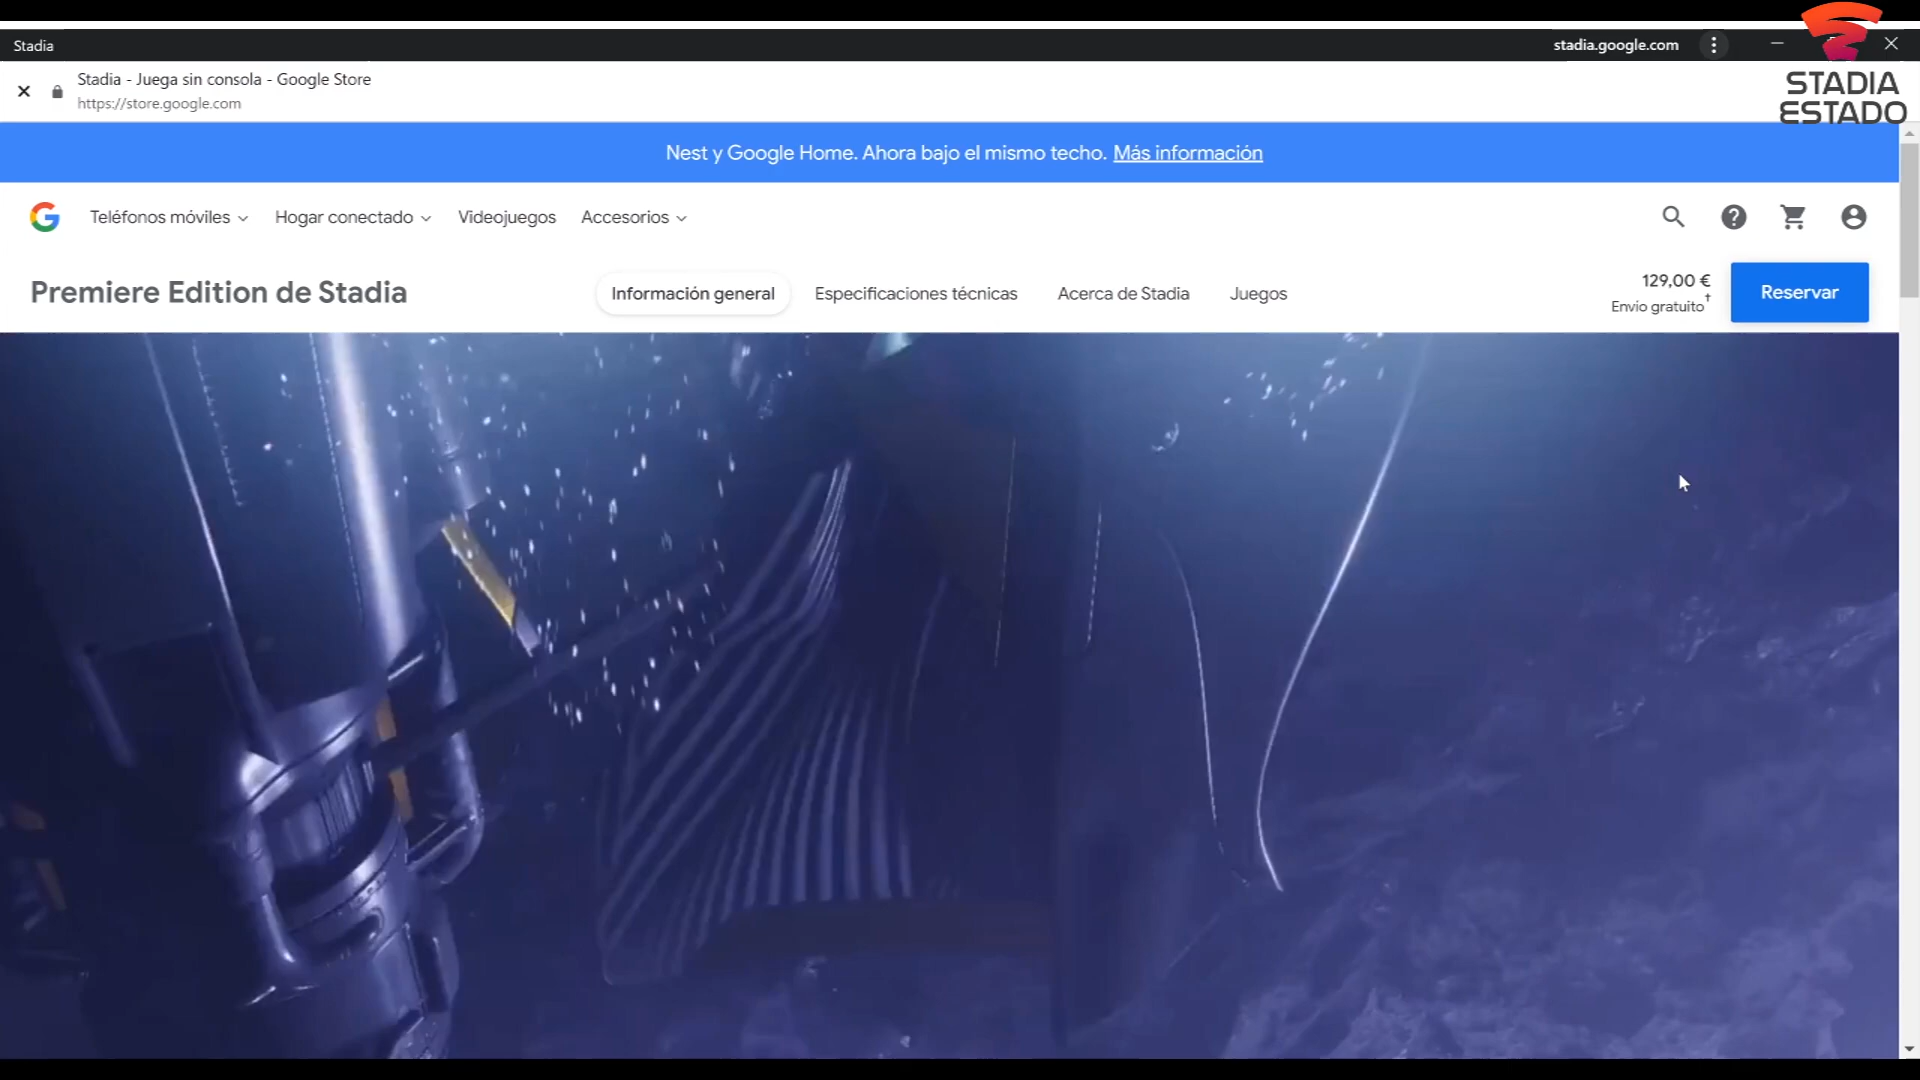 Stadia
stadia.google.com
STADIA
ESTADO
Stadia - Juega sin consola - Google Store
https://store.google.com
Nest y Google Home. Ahora bajo el mismo techo. Más información
Teléfonos móviles Hogar conectado Videojuegos Accesorios
Premiere Edition de Stadia
Información general Especificaciones técnicas Acerca de Stadia Juegos
129,00 €
Envío gratuito†
Reservar